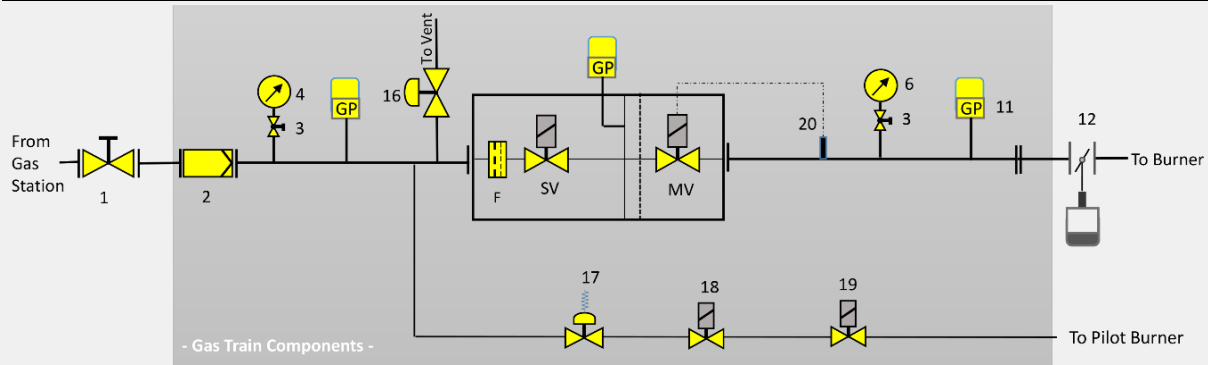 To Vent
GP
4
GP
16
6
GP
11
3
3
20
12
From
Gas
Station
To Burner
1
2
F
SV
MV
17
18
19
- Gas Train Components -
To Pilot Burner